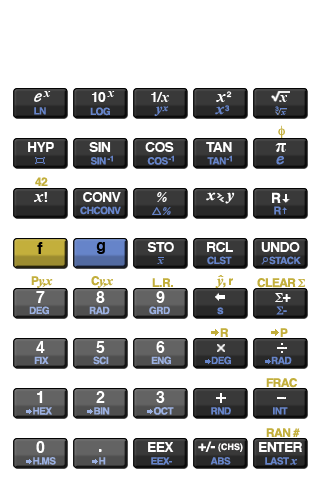 eˣ 10ˣ 1/x x² √x
LN LOG yˣ x³ ∛x
ϕ
HYP SIN COS TAN π
SIN⁻¹ COS⁻¹ TAN⁻¹ e
42
x! CONV % x≷y R↓
CHCONV △% R↑
f g STO RCL UNDO
x̄ CLST STACK
Py,x Cy,x L.R. ŷ, r CLEAR Σ
7 8 9 ⬅ Σ+
DEG RAD GRD s Σ-
➔R ➔P
4 5 6 × ÷
FIX SCI ENG ➔DEG ➔RAD
FRAC
1 2 3 + −
➔HEX ➔BIN ➔OCT RND INT
RAN #
0 . EEX +/- (CHS) ENTER
➔H.MS ➔H EEX- ABS LAST x